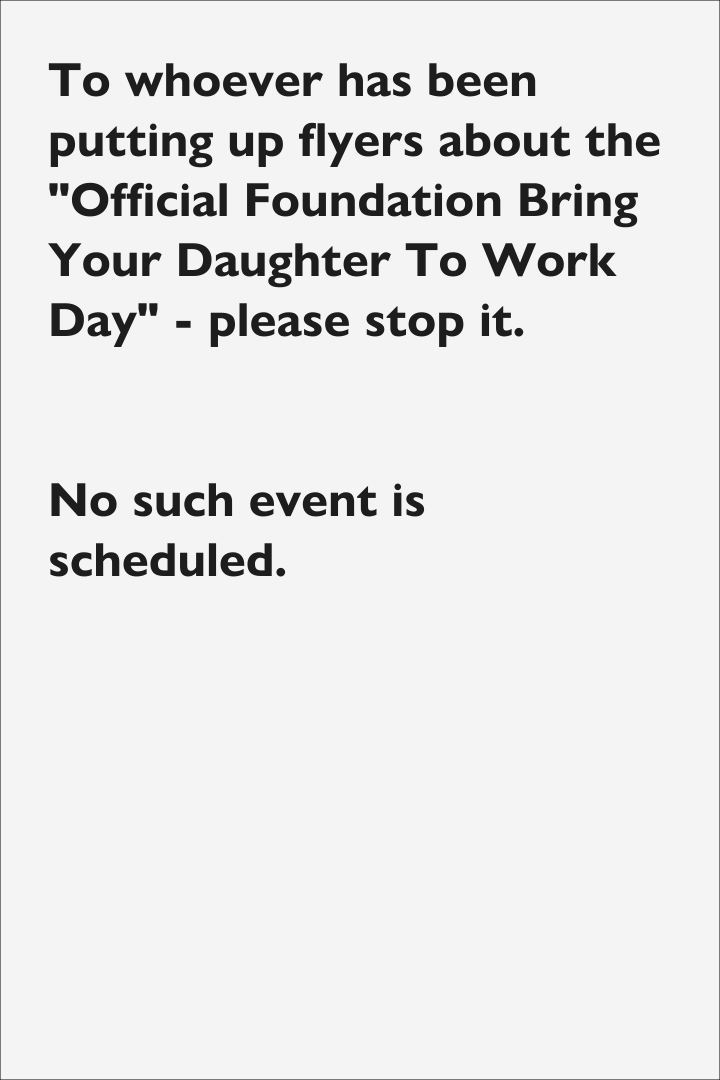 To whoever has been
putting up flyers about the
"Official Foundation Bring
Your Daughter To Work
Day" - please stop it.
No such event is
scheduled.